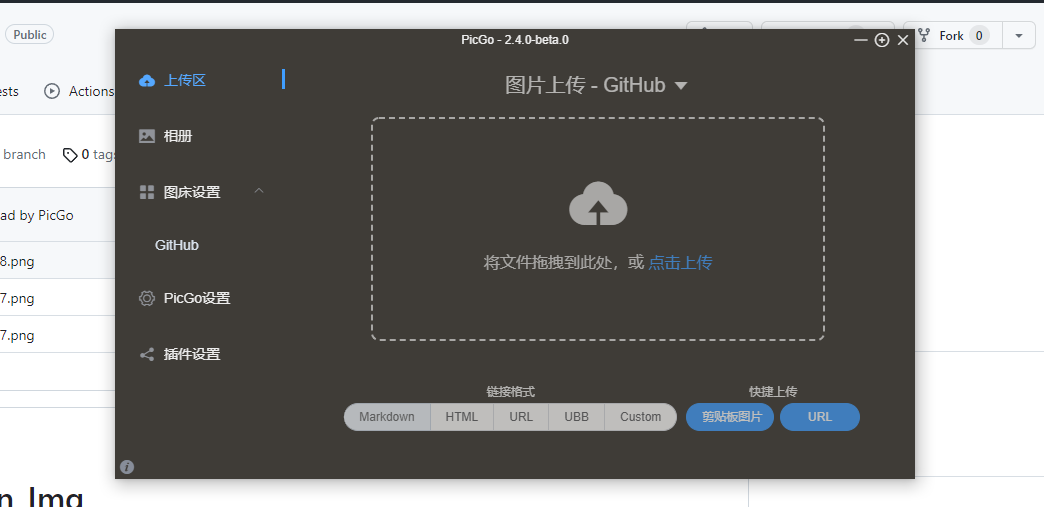 Public
PicGo - 2.4.0-beta.0
Fork 0
上传区
图片上传 - GitHub
ests
Actions
相册
branch
0 tags
图床设置
ad by PicGo
GitHub
8.png
将文件拖拽到此处，或 点击上传
7.png
PicGo设置
7.png
插件设置
链接格式
快捷上传
Markdown
HTML
URL
UBB
Custom
剪贴板图片
URL
n Img